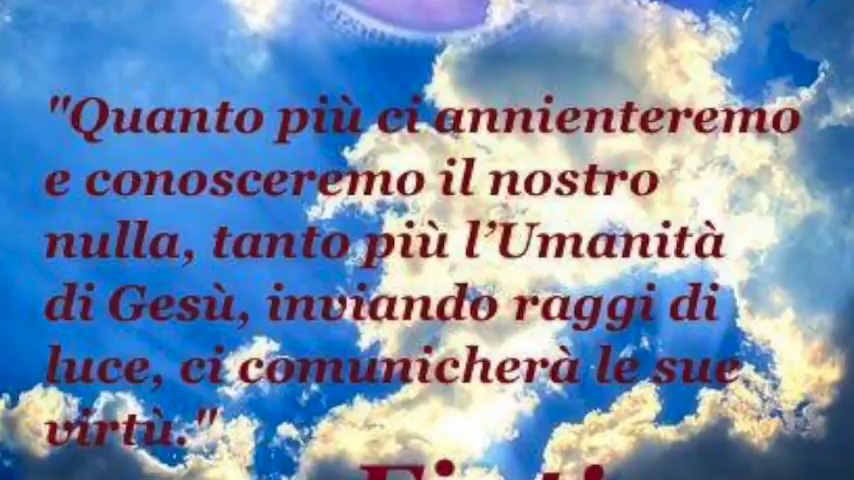 "Quanto più ci annienteremo
e conosceremo il nostro
nulla, tanto più l’Umanità
di Gesù, inviando raggi di
luce, ci comunicherà le sue
virtù."